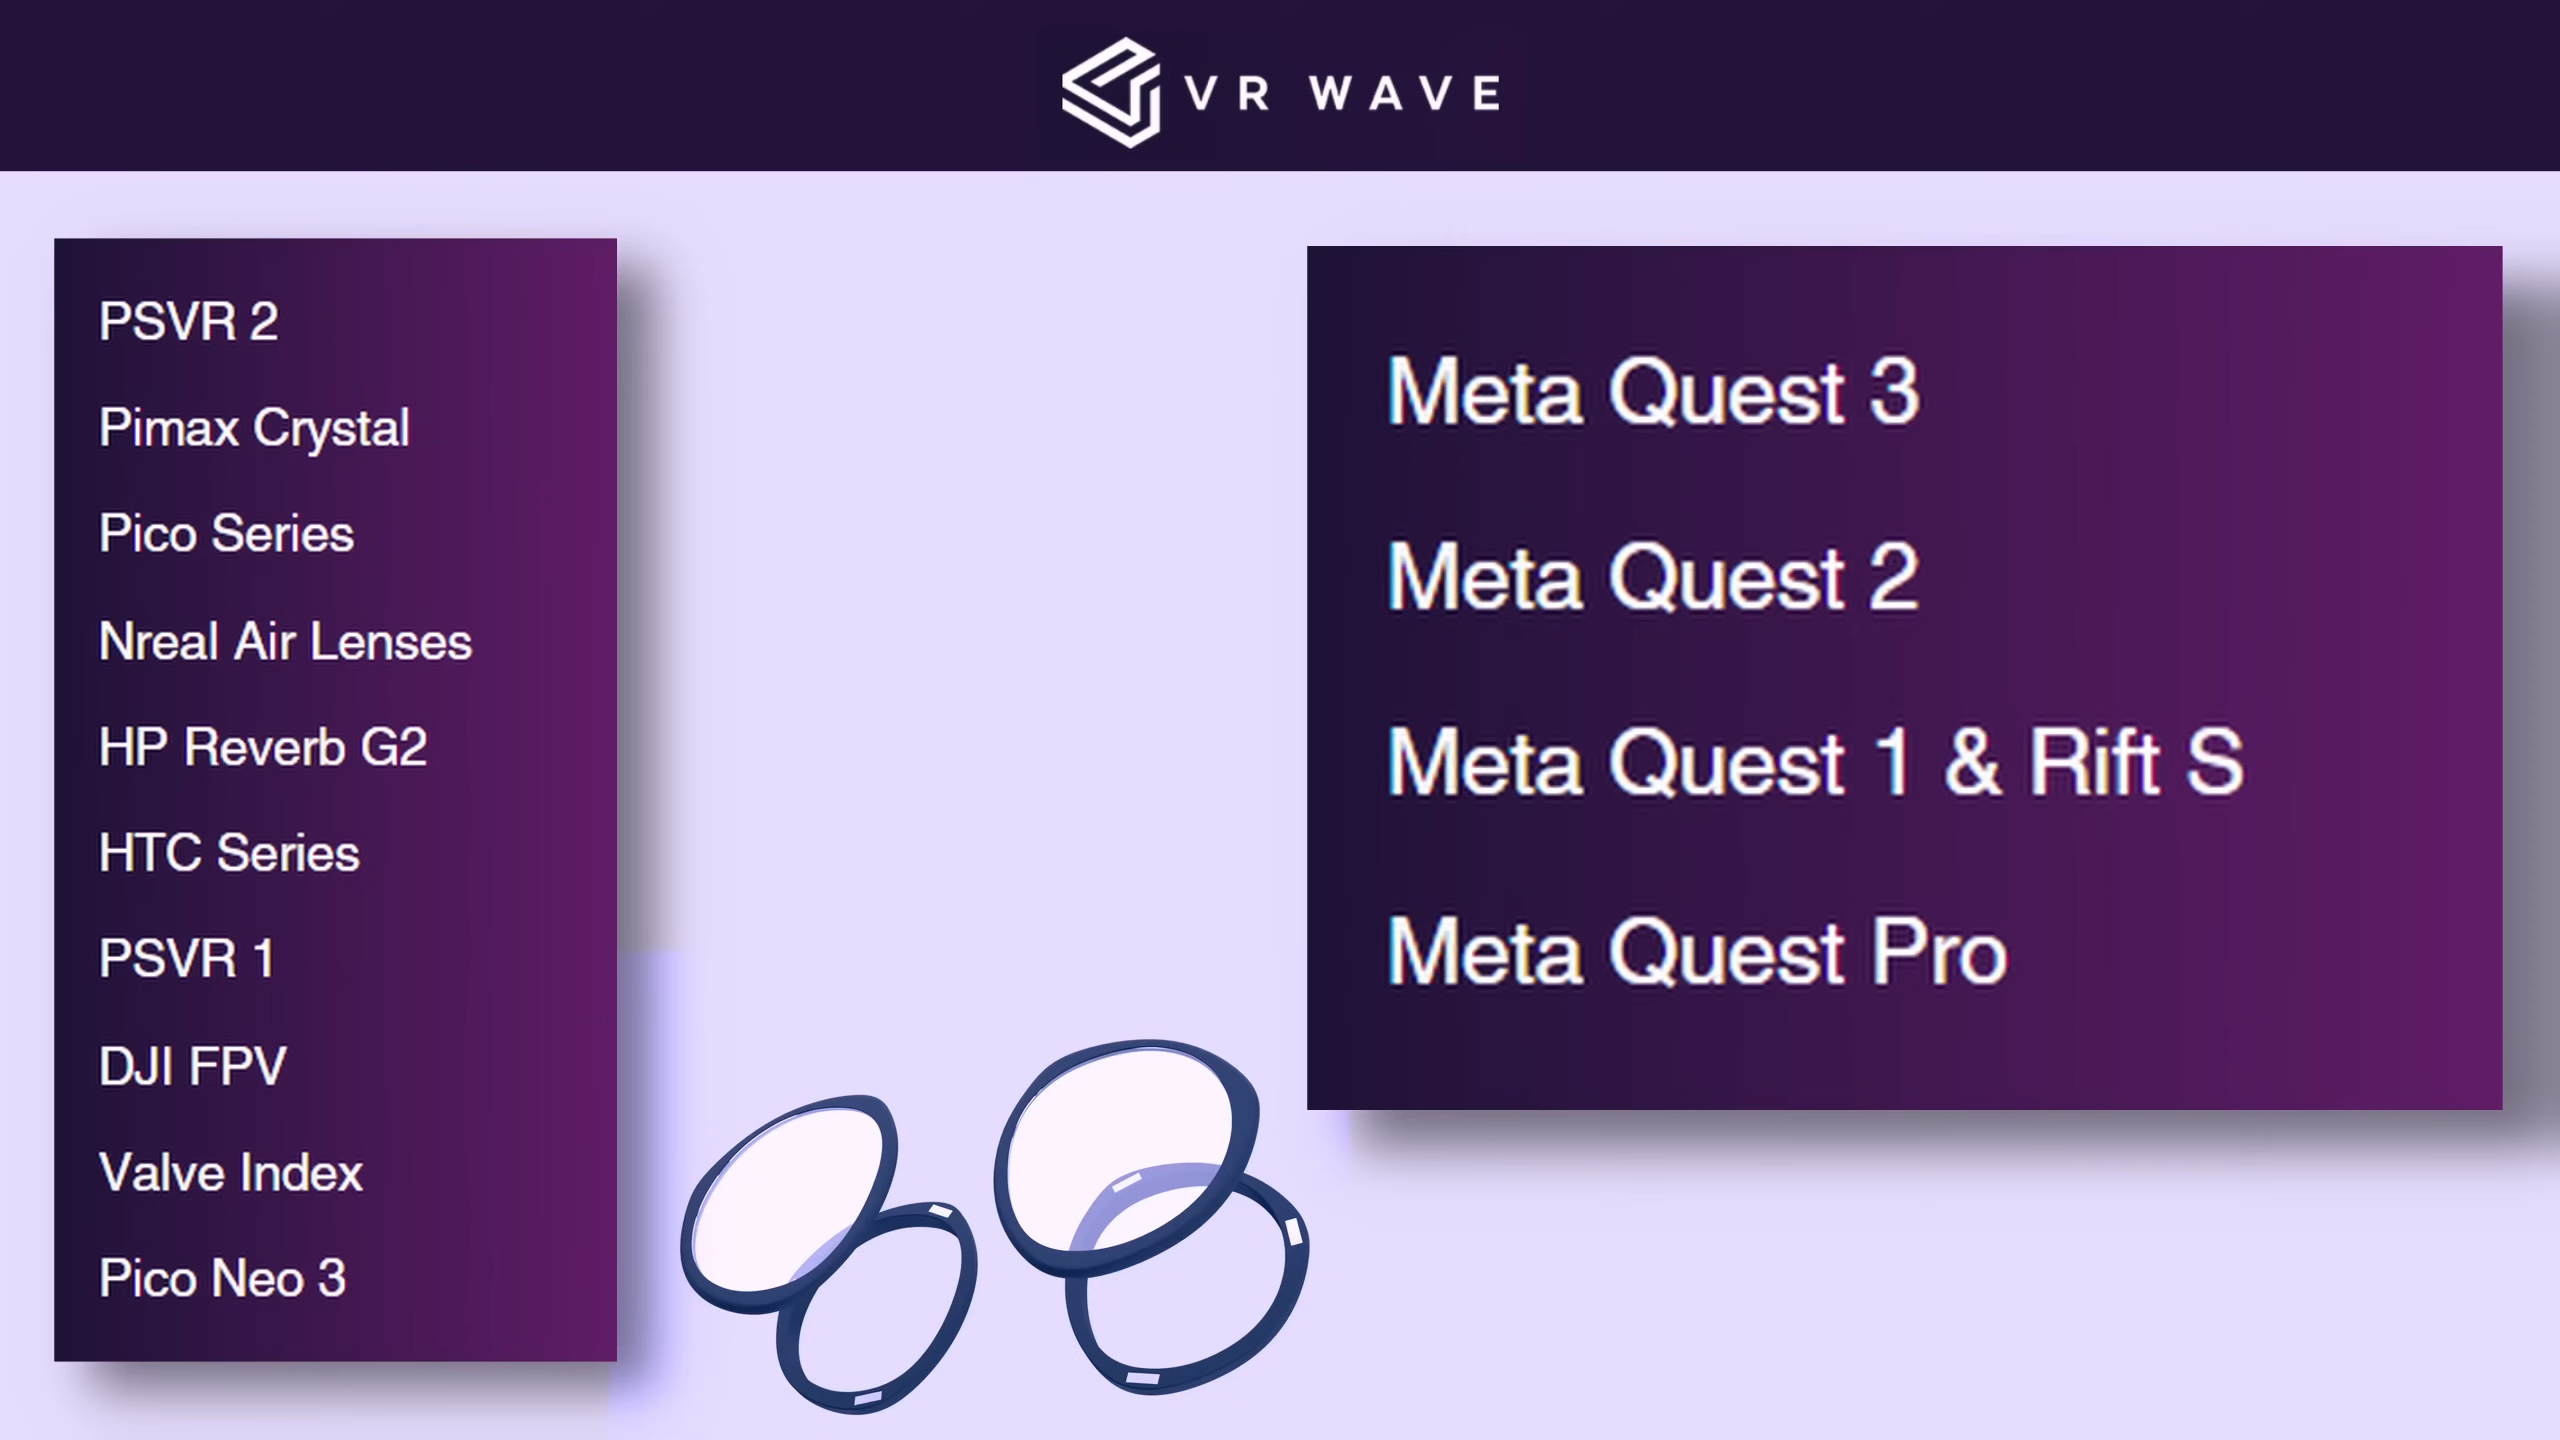 VR WAVE
PSVR 2
Pimax Crystal
Pico Series
Nreal Air Lenses
HP Reverb G2
HTC Series
PSVR 1
DJI FPV
Valve Index
Pico Neo 3
Meta Quest 3
Meta Quest 2
Meta Quest 1 & Rift S
Meta Quest Pro